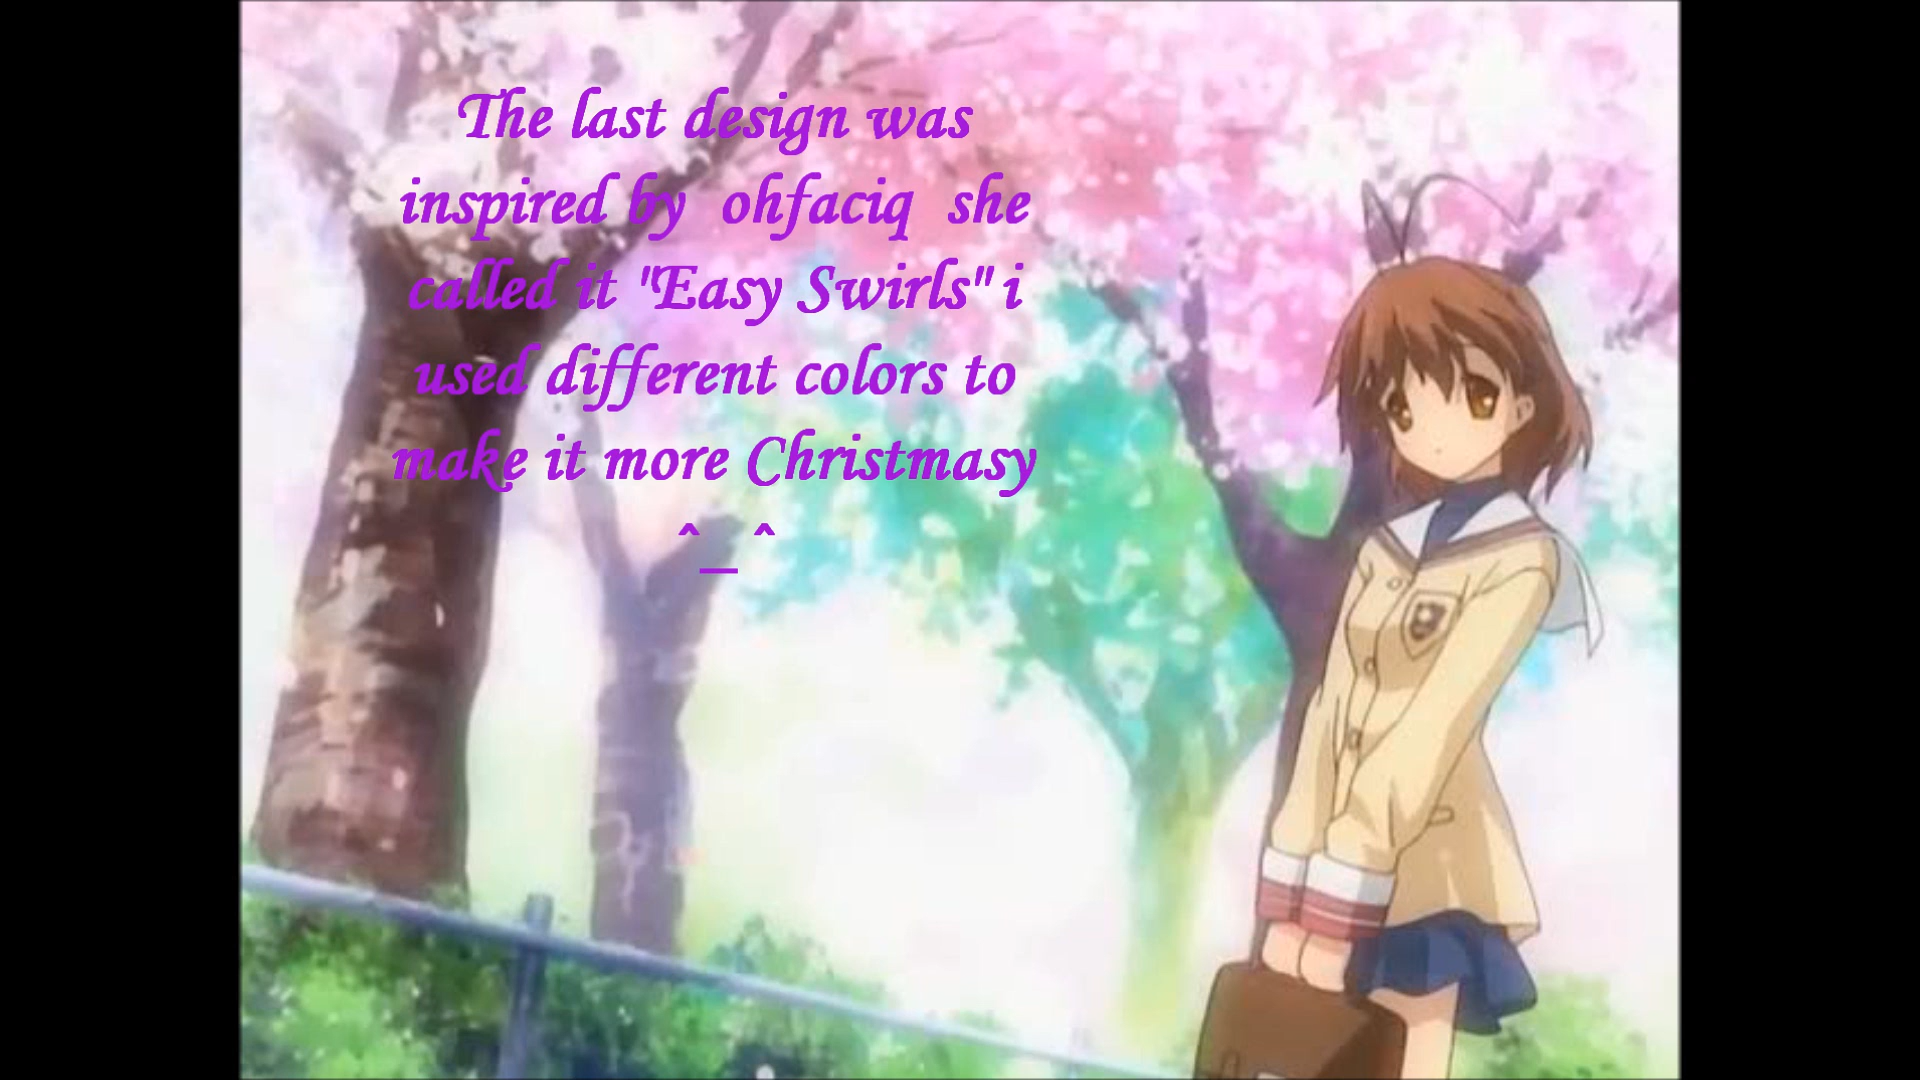 The last design was
inspired by  ohfaciq  she
called it "Easy Swirls" i
used different colors to
make it more Christmasy
^_^